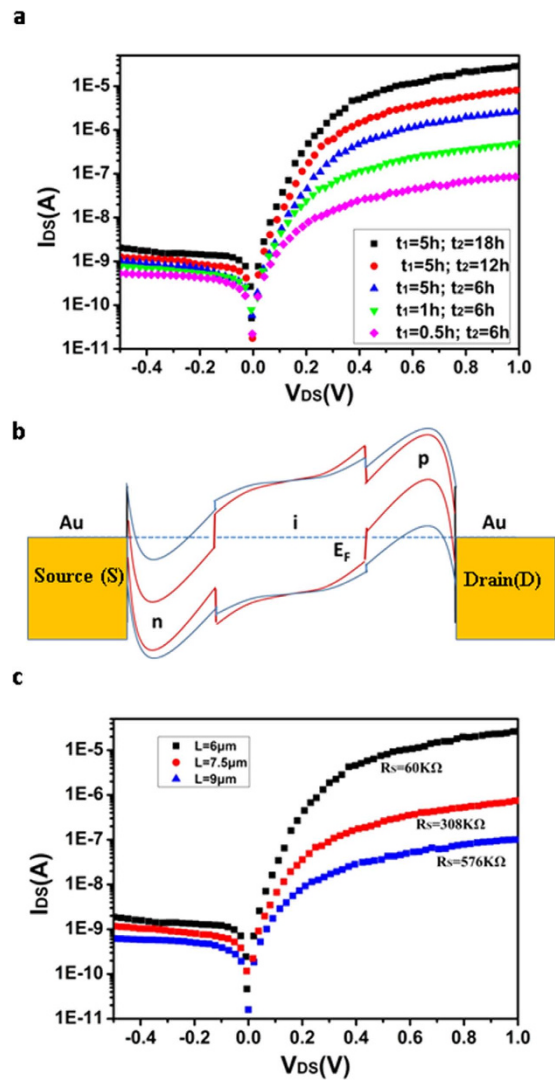 a
1E-5
1E-6
1E-7
1E-8
1E-9
1E-10
1E-11
IDS(A)
t1=5h; t2=18h
t1=5h; t2=12h
t1=5h; t2=6h
t1=1h; t2=6h
t1=0.5h; t2=6h
-0.4 -0.2 0.0 0.2 0.4 0.6 0.8 1.0
VDS(V)
b
p
Au i Au
EF
Source (S) Drain(D)
n
c
1E-5
1E-6
1E-7
1E-8
1E-9
1E-10
1E-11
IDS(A)
L=6μm
L=7.5μm
L=9μm
RS=60KΩ
RS=308KΩ
RS=576KΩ
-0.4 -0.2 0.0 0.2 0.4 0.6 0.8 1.0
VDS(V)